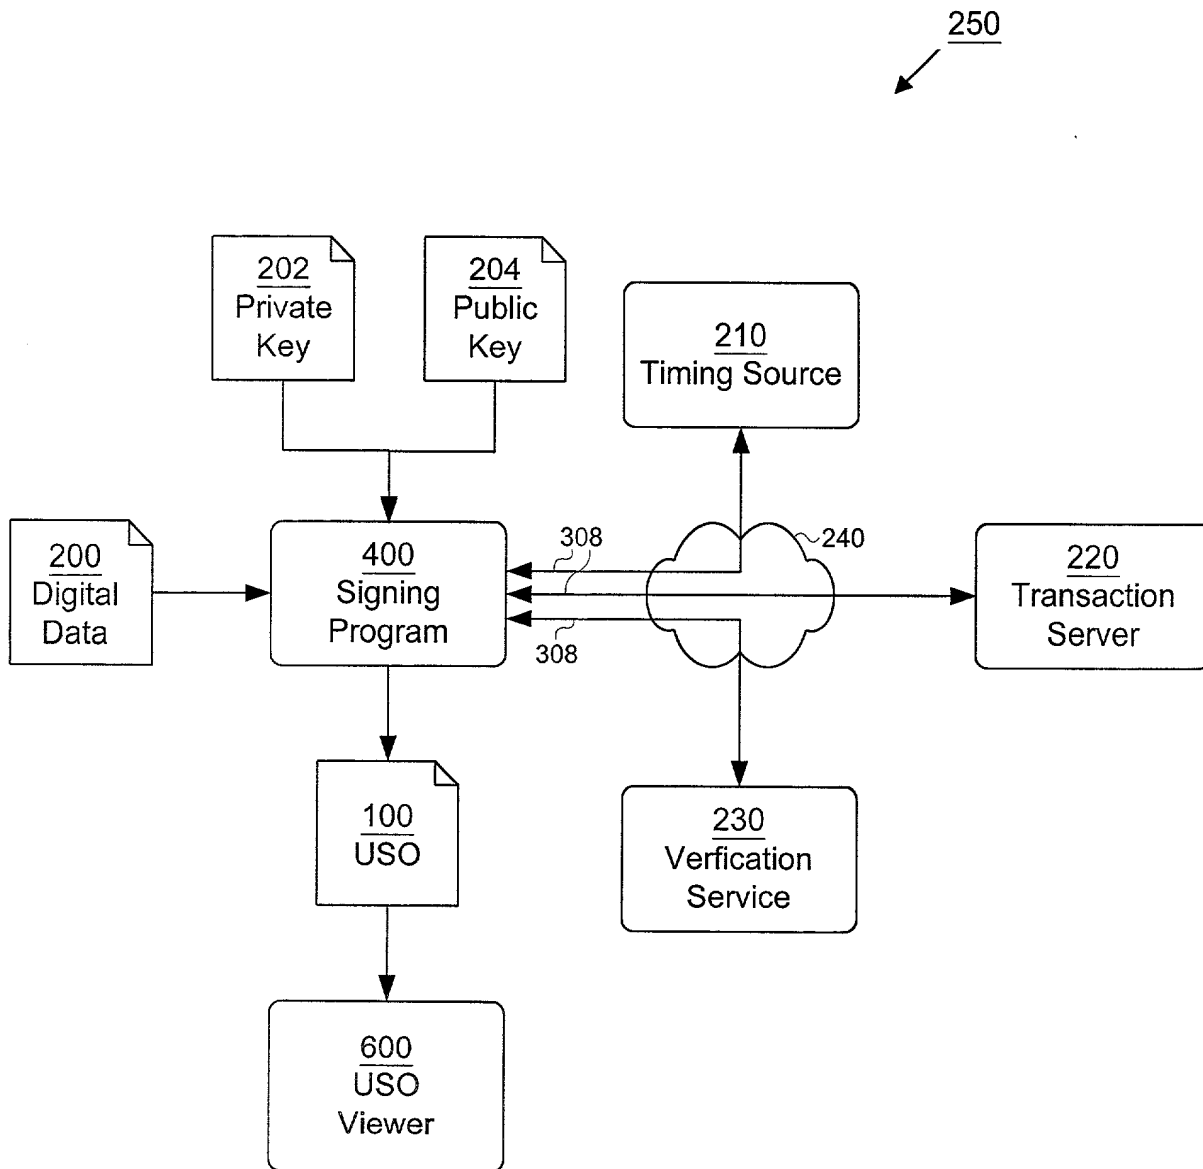 250
202
Private
Key
204
Public
Key
210
Timing Source
200
Digital
Data
400
Signing
Program
308
308
240
220
Transaction
Server
100
USO
230
Verfication
Service
600
USO
Viewer